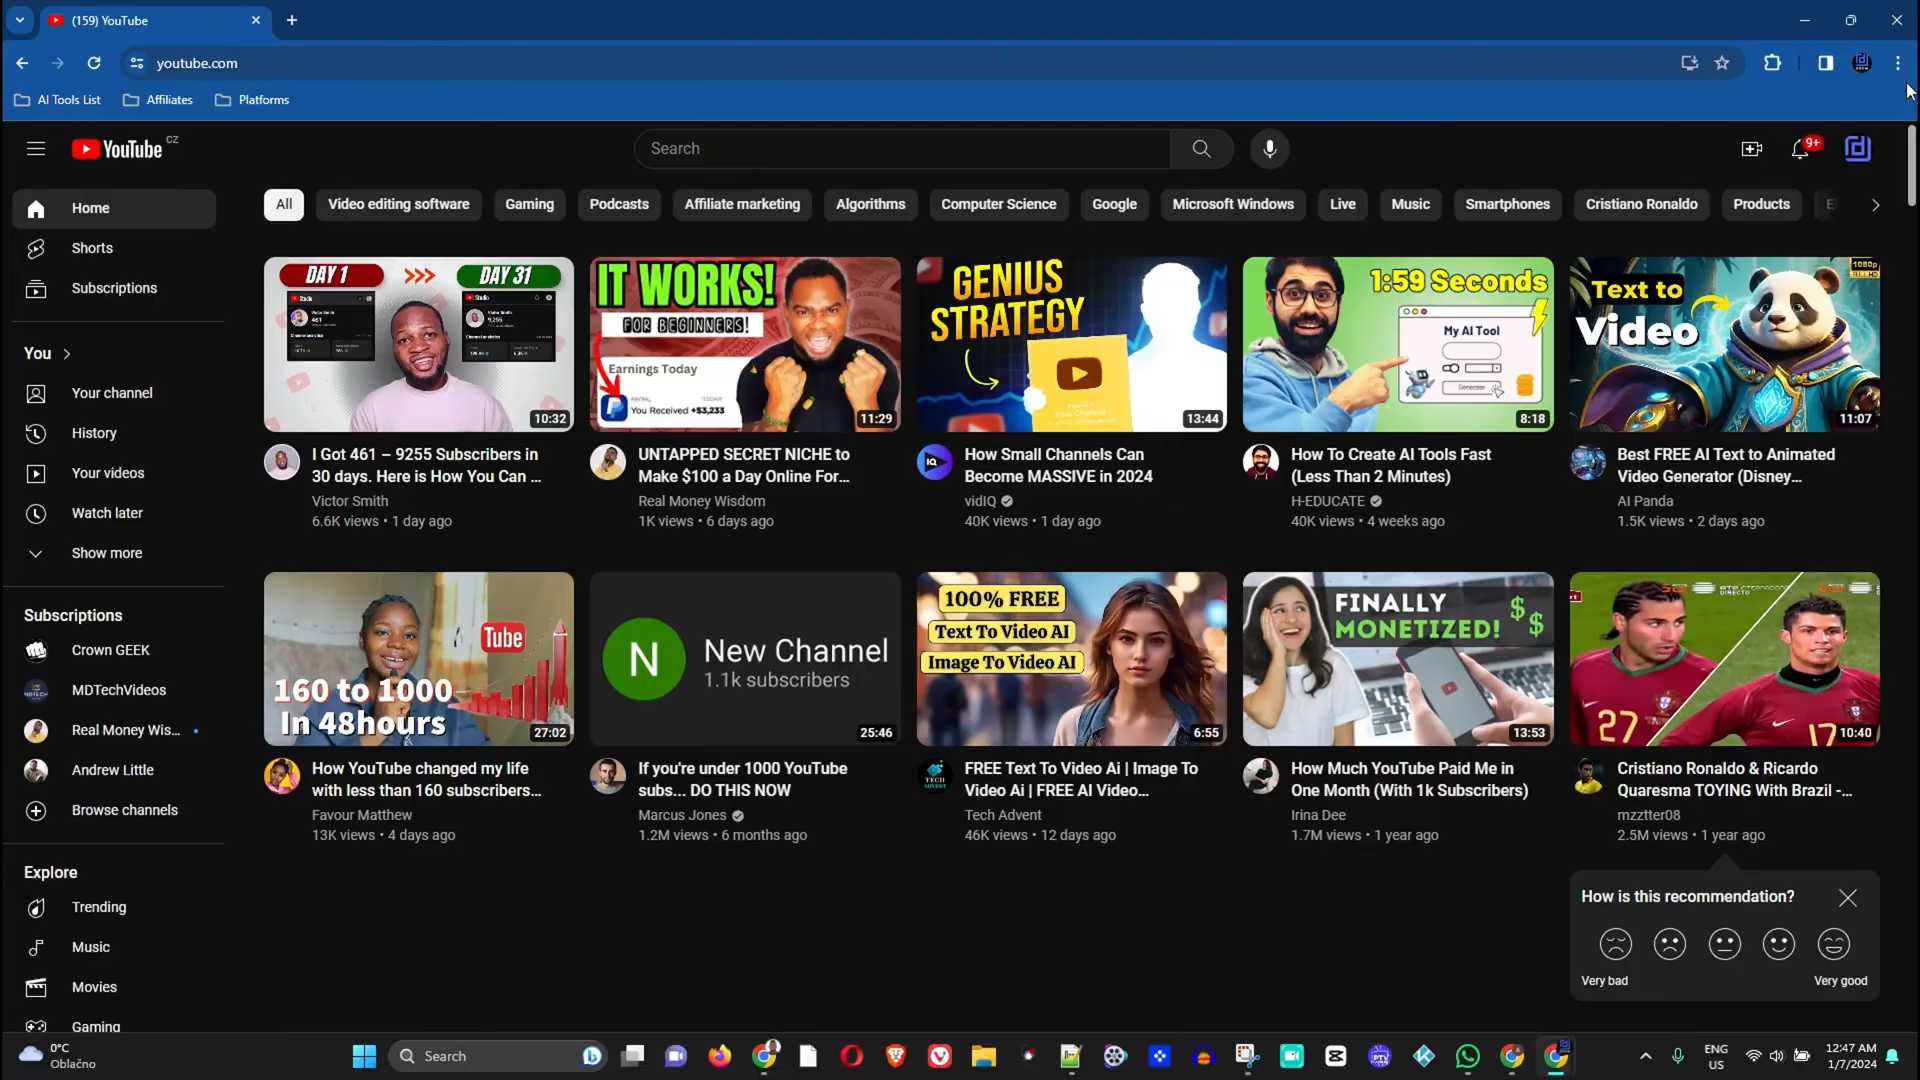 (159) YouTube
youtube.com
AI Tools List
Affiliates
Platforms
YouTube CZ
Search
9+
Home
Shorts
Subscriptions
You
Your channel
History
Your videos
Watch later
Show more
Subscriptions
Crown GEEK
MDTechVideos
Real Money Wis...
Andrew Little
Browse channels
Explore
Trending
Music
Movies
Gaming
All
Video editing software
Gaming
Podcasts
Affiliate marketing
Algorithms
Computer Science
Google
Microsoft Windows
Live
Music
Smartphones
Cristiano Ronaldo
Products
DAY 1 >>> DAY 31
Studio
Studio
461
9,255
10:32
I Got 461 – 9255 Subscribers in
30 days. Here is How You Can ...
Victor Smith
6.6K views • 1 day ago
IT WORKS!
FOR BEGINNERS!
Earnings Today
PAYPAL
You Received +$3,233
11:29
UNTAPPED SECRET NICHE to
Make $100 a Day Online For...
Real Money Wisdom
1K views • 6 days ago
GENIUS
STRATEGY
13:44
IQ
How Small Channels Can
Become MASSIVE in 2024
vidIQ
40K views • 1 day ago
1:59 Seconds
My AI Tool
Generate
8:18
How To Create AI Tools Fast
(Less Than 2 Minutes)
H-EDUCATE
40K views • 4 weeks ago
1080p
FULL HD
Text to
Video
11:07
Best FREE AI Text to Animated
Video Generator (Disney...
AI Panda
1.5K views • 2 days ago
Tube
160 to 1000
In 48hours
27:02
How YouTube changed my life
with less than 160 subscribers...
Favour Matthew
13K views • 4 days ago
N
New Channel
1.1k subscribers
25:46
If you're under 1000 YouTube
subs... DO THIS NOW
Marcus Jones
1.2M views • 6 months ago
100% FREE
Text To Video AI
Image To Video AI
6:55
TECH
ADVENT
FREE Text To Video Ai | Image To
Video Ai | FREE AI Video...
Tech Advent
46K views • 12 days ago
FINALLY
MONETIZED!
$ $
13:53
How Much YouTube Paid Me in
One Month (With 1k Subscribers)
Irina Dee
1.7M views • 1 year ago
DIRECTO
27
17
10:40
Cristiano Ronaldo & Ricardo
Quaresma TOYING With Brazil -...
mzztter08
2.5M views • 1 year ago
How is this recommendation?
Very bad
Very good
0°C
Oblačno
Search
ENG
US
12:47 AM
1/7/2024